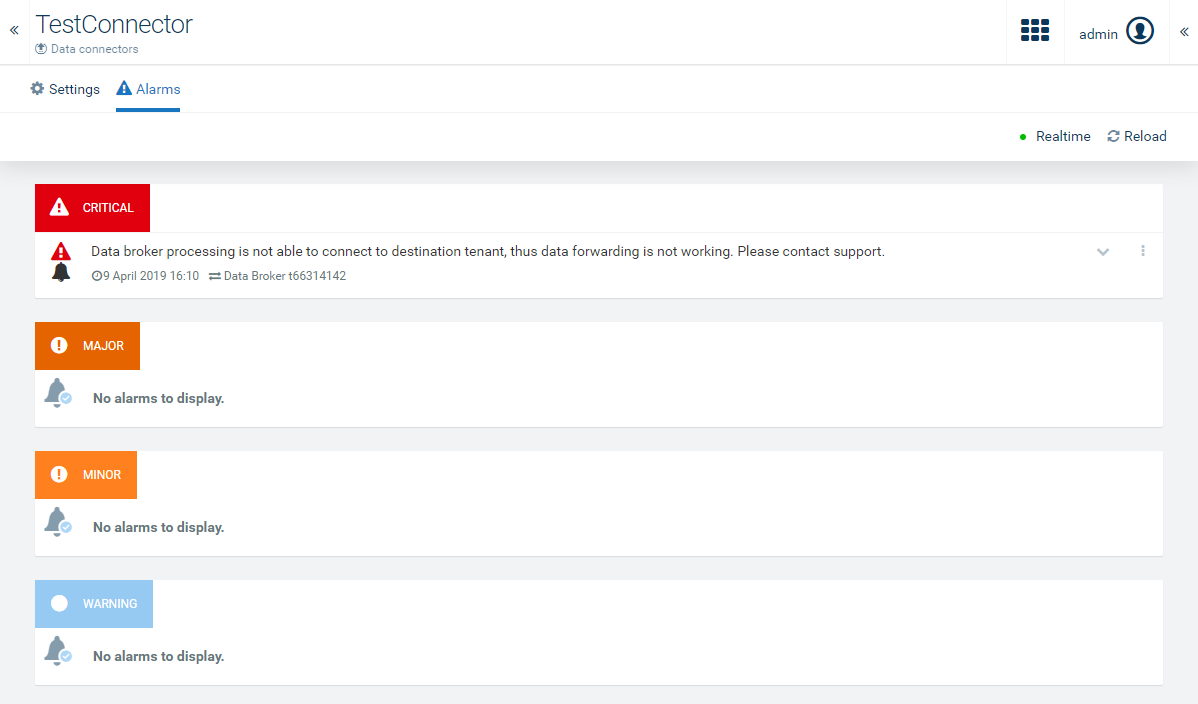 TestConnector
Data connectors
admin
Settings
Alarms
Realtime
Reload
CRITICAL
Data broker processing is not able to connect to destination tenant, thus data forwarding is not working. Please contact support.
9 April 2019 16:10 Data Broker t66314142
MAJOR
No alarms to display.
MINOR
No alarms to display.
WARNING
No alarms to display.